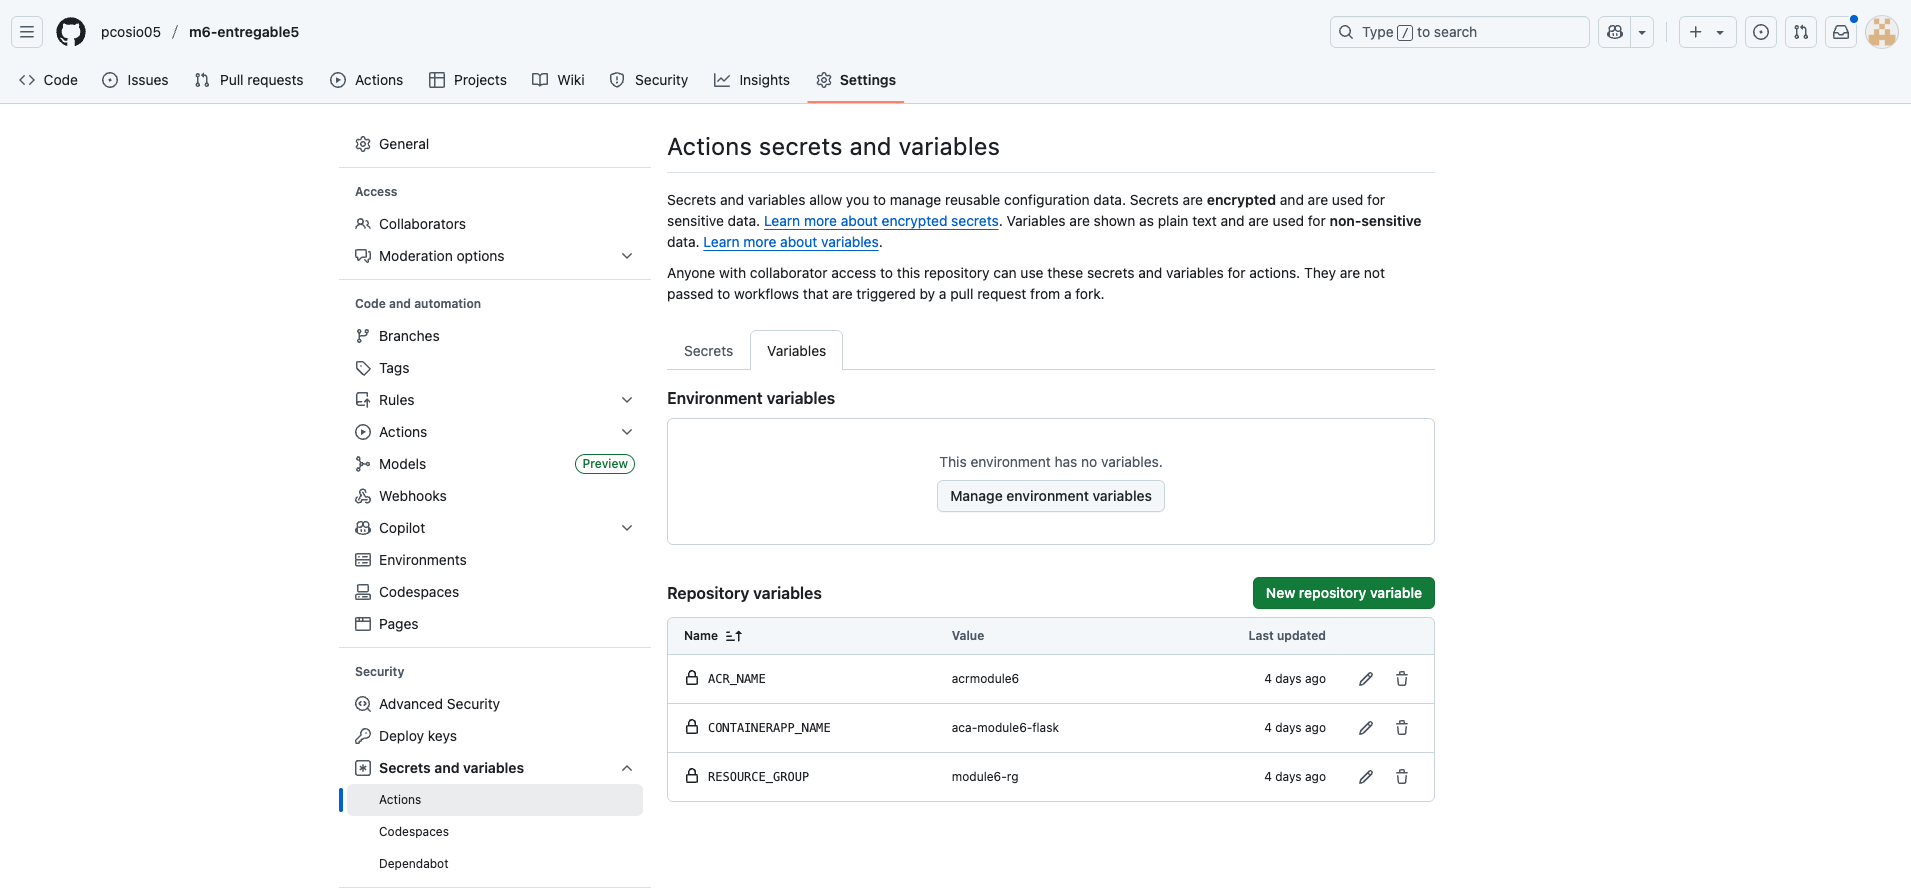 pcosio05 / m6-entregable5
Type / to search
Code
Issues
Pull requests
Actions
Projects
Wiki
Security
Insights
Settings
General
Access
Collaborators
Moderation options
Code and automation
Branches
Tags
Rules
Actions
Models
Preview
Webhooks
Copilot
Environments
Codespaces
Pages
Security
Advanced Security
Deploy keys
Secrets and variables
Actions
Codespaces
Dependabot
Actions secrets and variables
Secrets and variables allow you to manage reusable configuration data. Secrets are encrypted and are used for
sensitive data. Learn more about encrypted secrets. Variables are shown as plain text and are used for non-sensitive
data. Learn more about variables.
Anyone with collaborator access to this repository can use these secrets and variables for actions. They are not
passed to workflows that are triggered by a pull request from a fork.
Secrets
Variables
Environment variables
This environment has no variables.
Manage environment variables
Repository variables
New repository variable
Name Value Last updated
ACR_NAME acrmodule6 4 days ago
CONTAINERAPP_NAME aca-module6-flask 4 days ago
RESOURCE_GROUP module6-rg 4 days ago